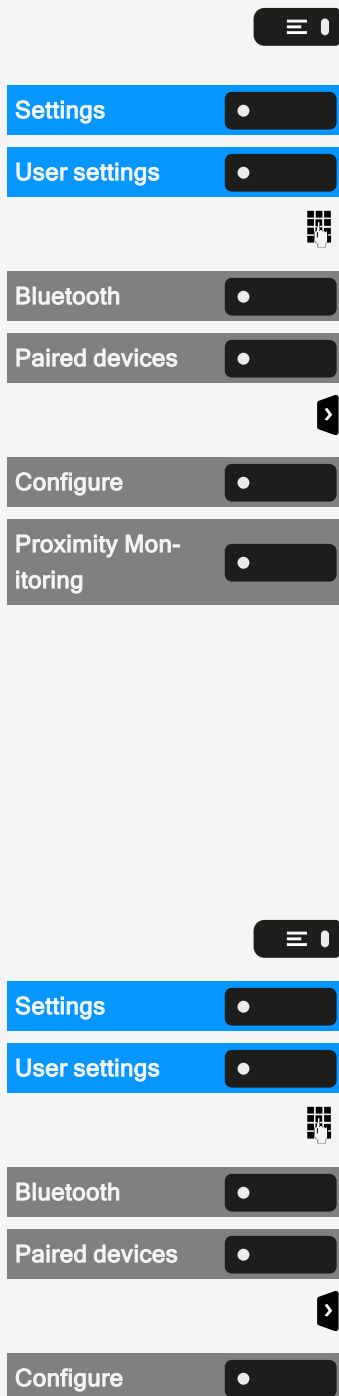 Settings
User settings
Bluetooth
Paired devices
Configure
Proximity Mon-
itoring
Settings
User settings
Bluetooth
Paired devices
Configure